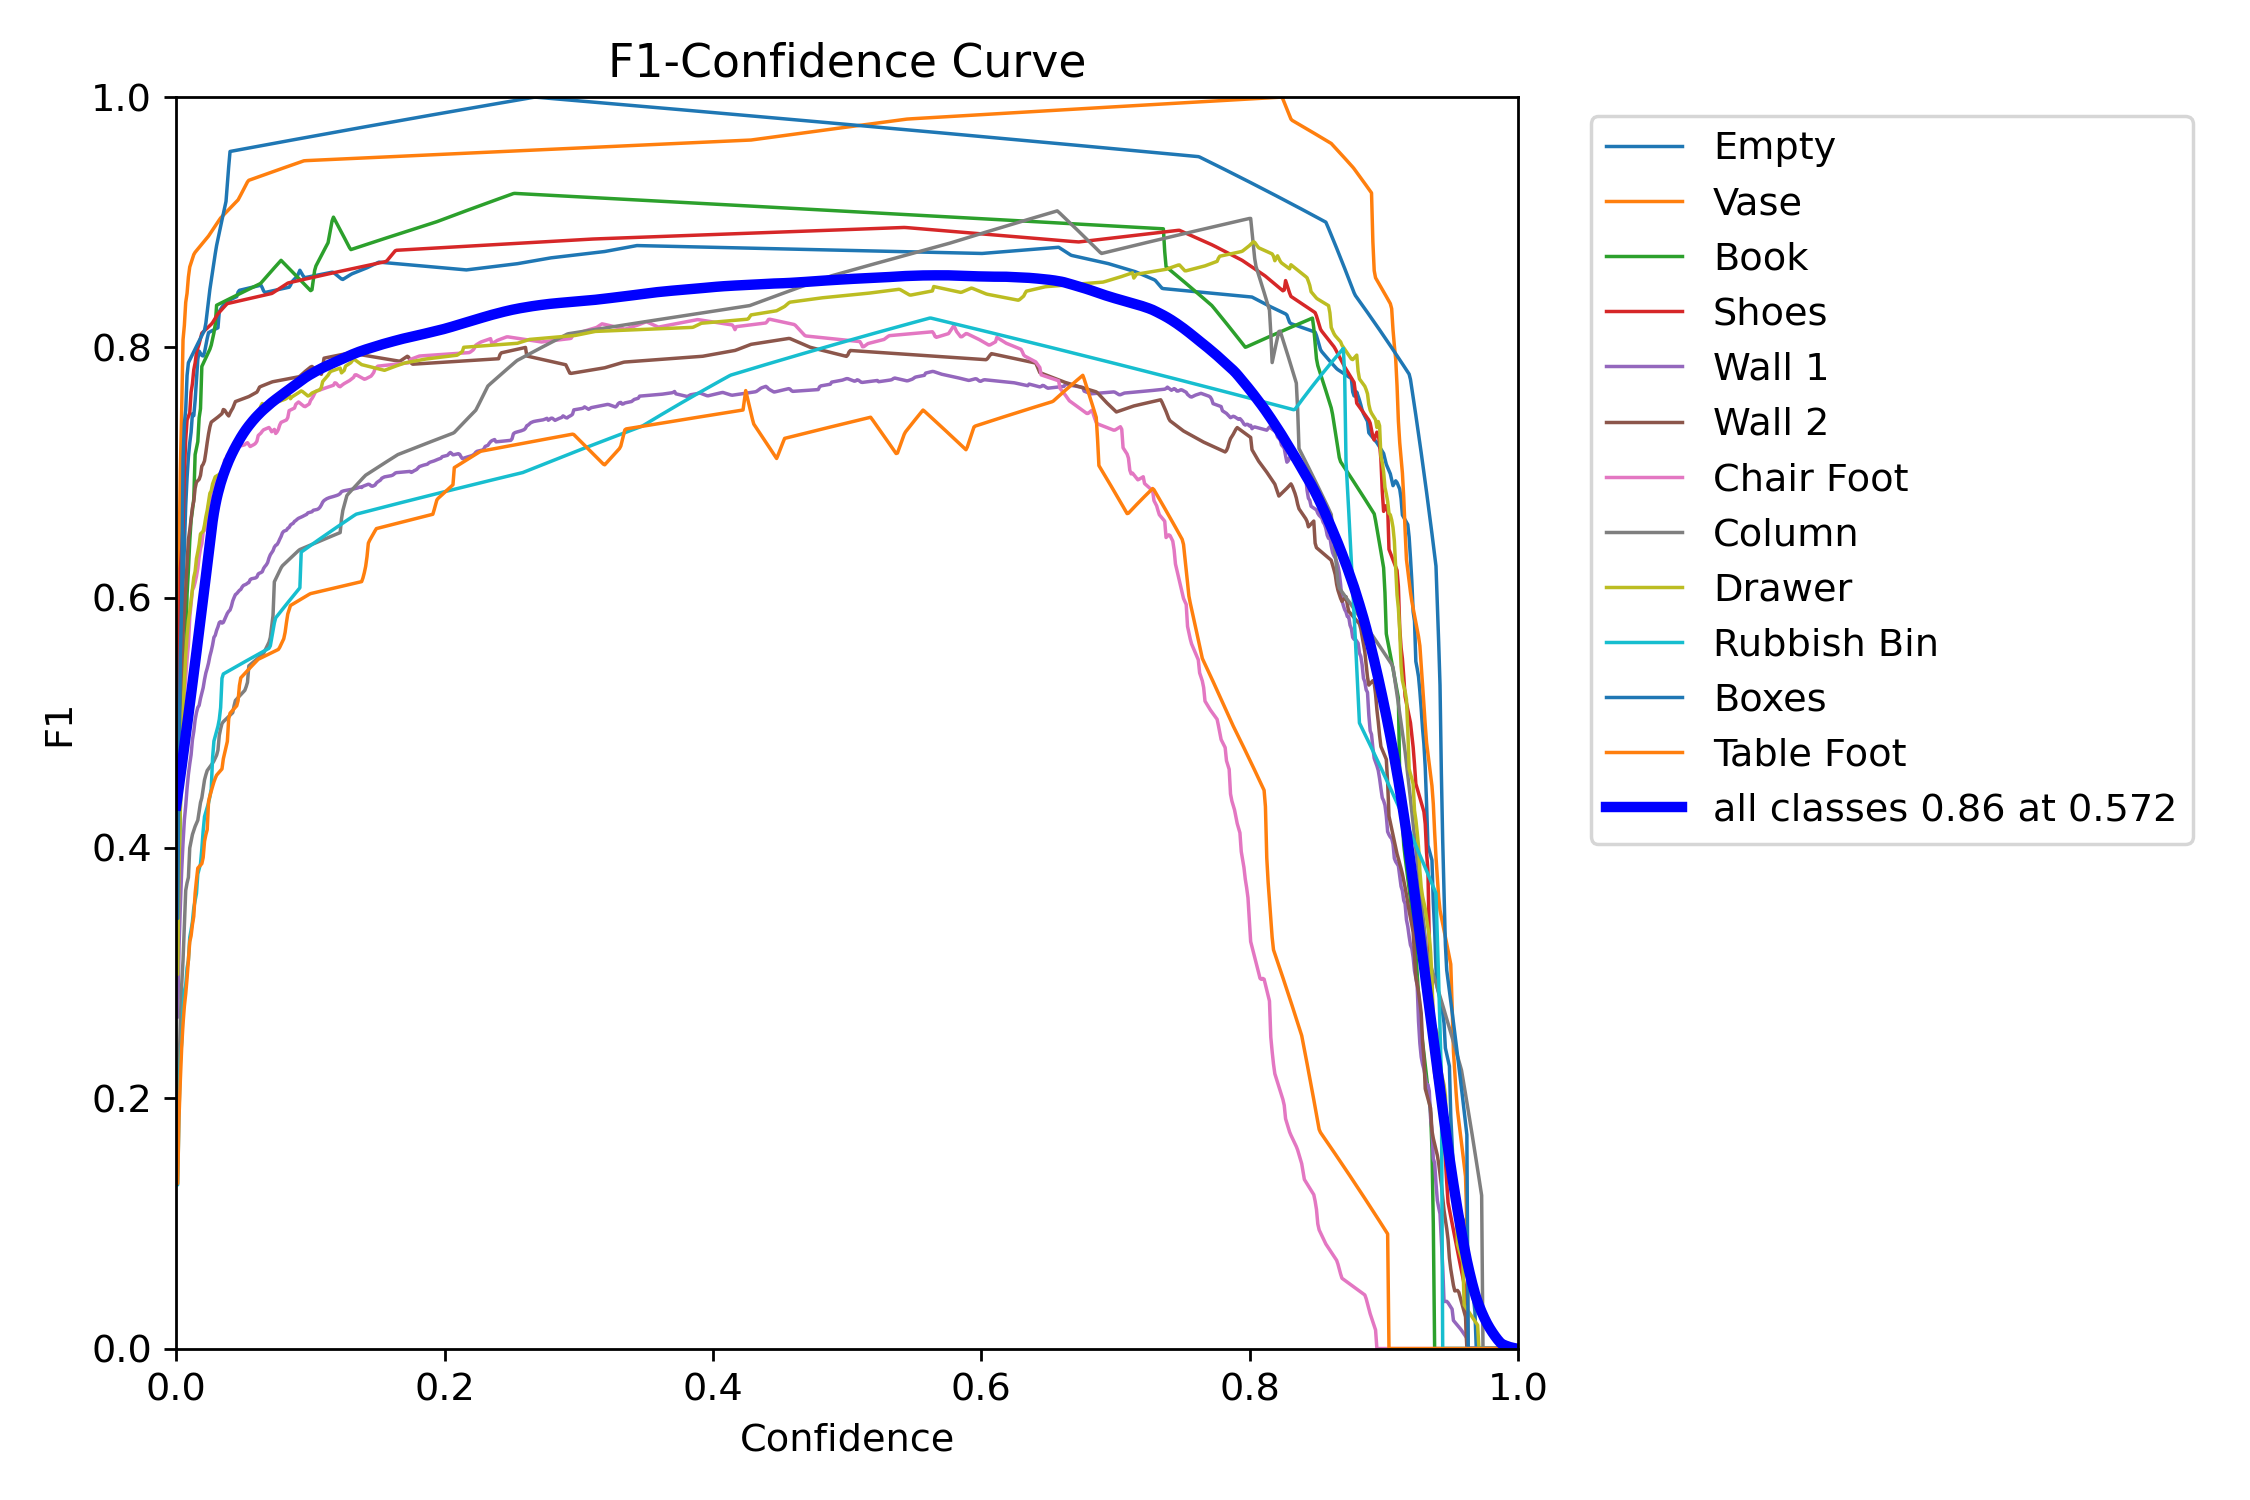 F1-Confidence Curve
1.0
0.8
0.6
0.4
0.2
0.0
F1
0.0 0.2 0.4 0.6 0.8 1.0
Confidence
Empty
Vase
Book
Shoes
Wall 1
Wall 2
Chair Foot
Column
Drawer
Rubbish Bin
Boxes
Table Foot
all classes 0.86 at 0.572